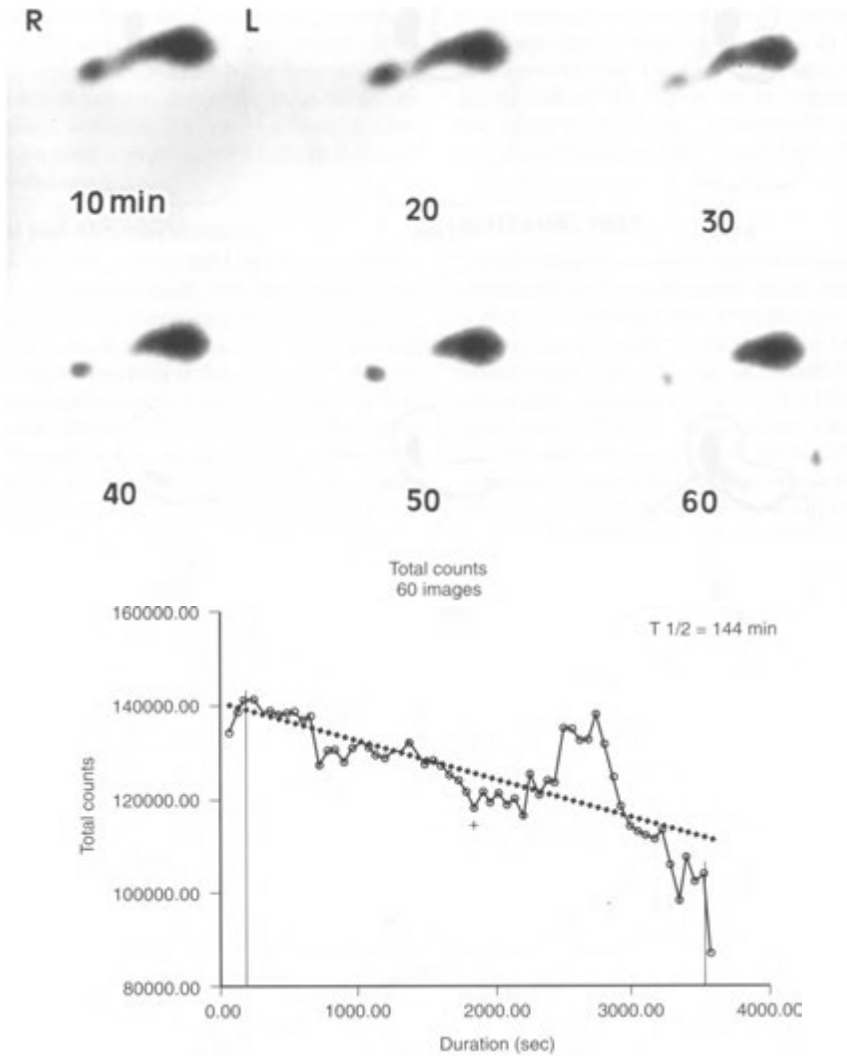 R L
10 min 20 30
40 50 60
Total counts
60 images
T 1/2 = 144 min
160000.00
140000.00
120000.00
100000.00
80000.00
Total counts
0.00 1000.00 2000.00 3000.00 4000.00
Duration (sec)